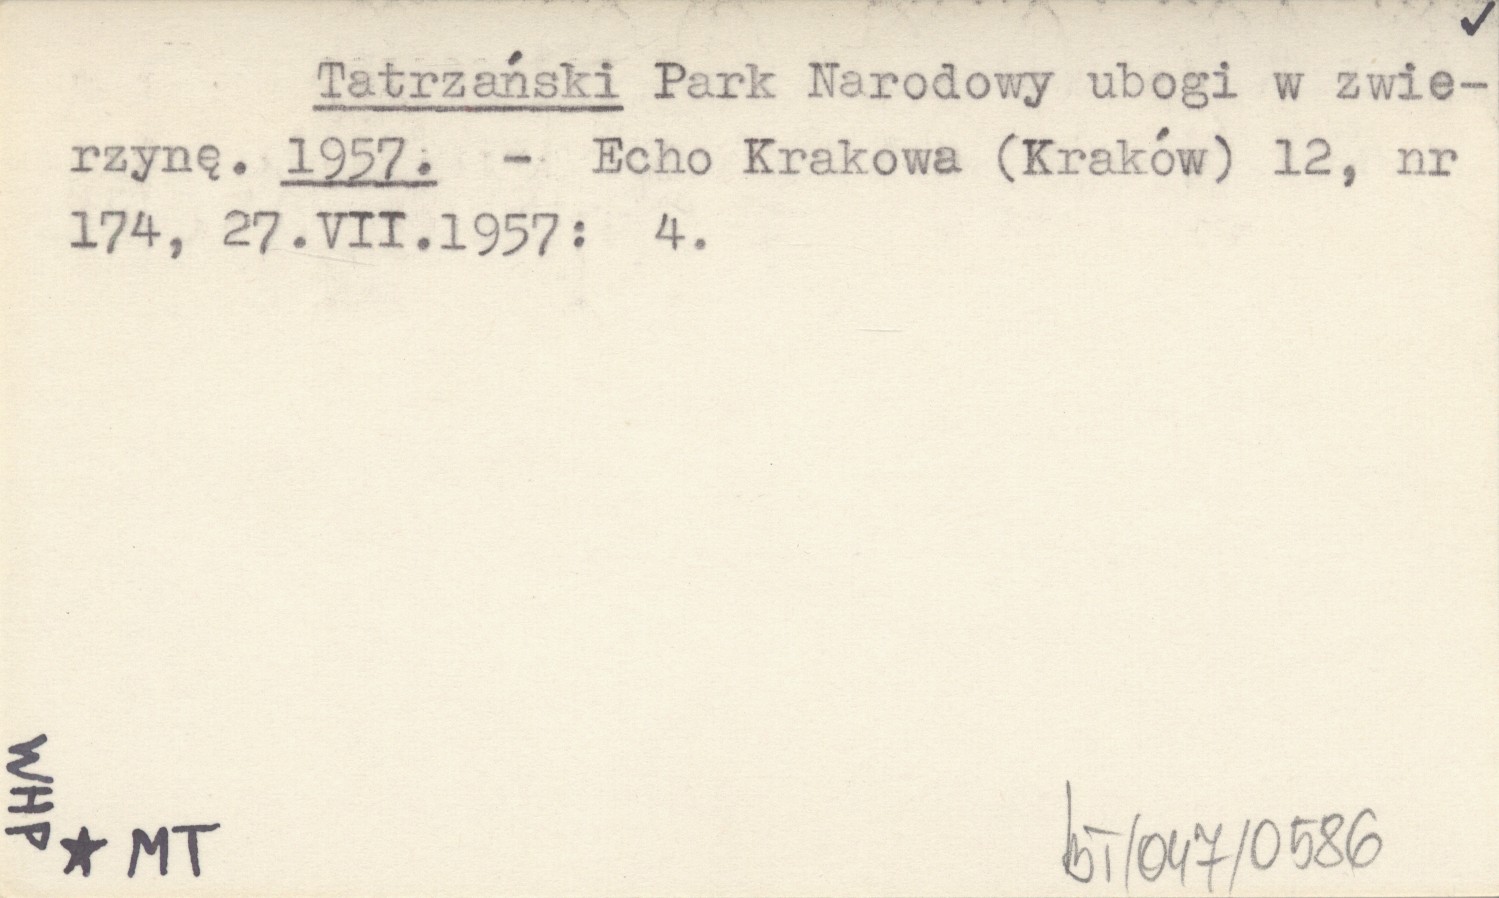 Tatrzański Park Narodowy ubogi w zwie-
rzynę. 1957. - Echo Krakowa (Kraków) 12, nr
174, 27.VII.1957: 4.
WHP
★ MT
bT/047/0586